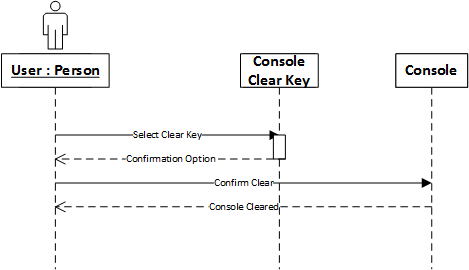 User : Person
Console
Clear Key
Console
Select Clear Key
Confirmation Option
Confirm Clear
Console Cleared